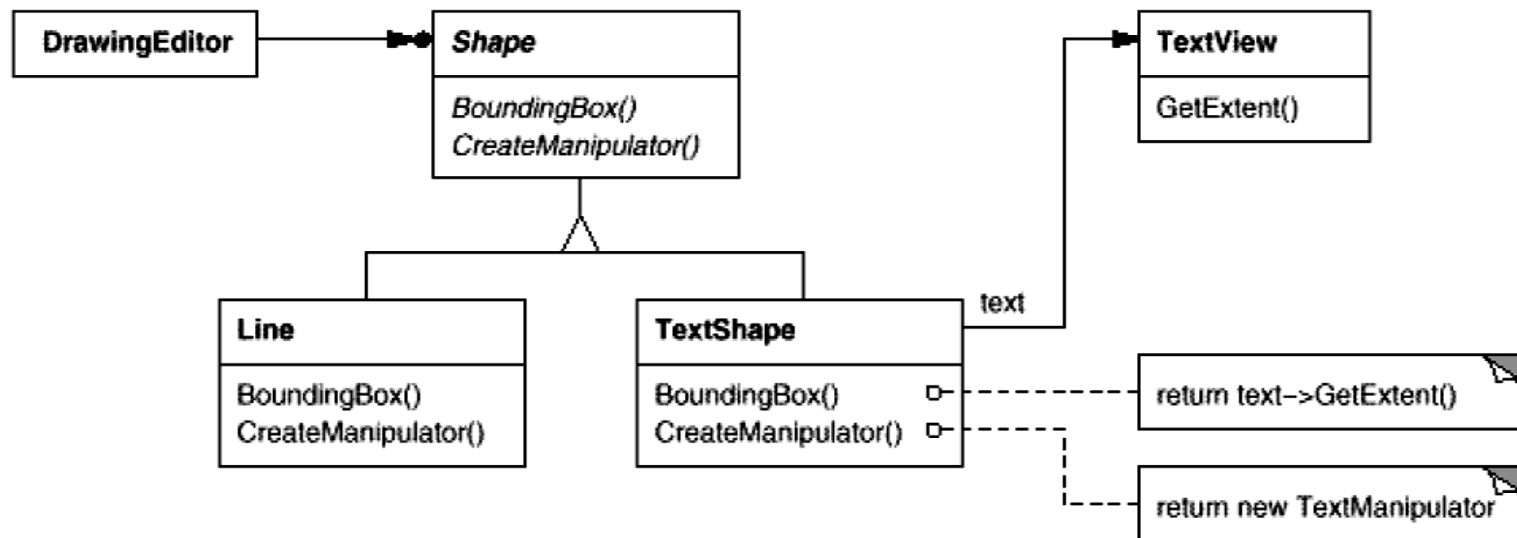 DrawingEditor
Shape
BoundingBox()
CreateManipulator()
TextView
GetExtent()
Line
BoundingBox()
CreateManipulator()
TextShape
BoundingBox()
CreateManipulator()
text
return text->GetExtent()
return new TextManipulator